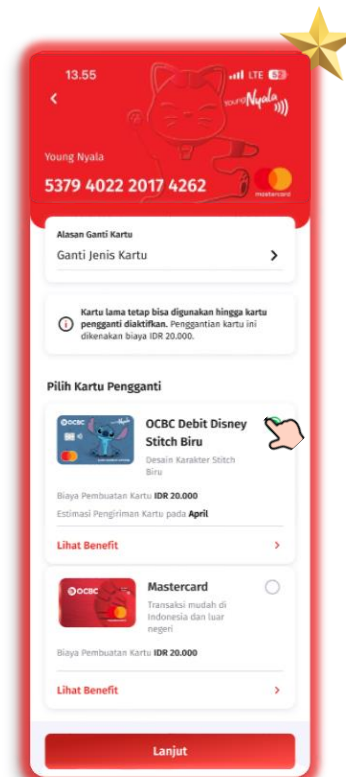 13.55
LTE 52
YOUNG Nyala
Young Nyala
5379 4022 2017 4262
mastercard
Alasan Ganti Kartu
Ganti Jenis Kartu
Kartu lama tetap bisa digunakan hingga kartu
pengganti diaktifkan. Penggantian kartu ini
dikenakan biaya IDR 20.000.
Pilih Kartu Pengganti
OCBC
OCBC Debit Disney
Stitch Biru
Desain Karakter Stitch
Biru
Biaya Pembuatan Kartu IDR 20.000
Estimasi Pengiriman Kartu pada April
Lihat Benefit
OCBC
Mastercard
Transaksi mudah di
Indonesia dan luar
negeri
Biaya Pembuatan Kartu IDR 20.000
Lihat Benefit
Lanjut